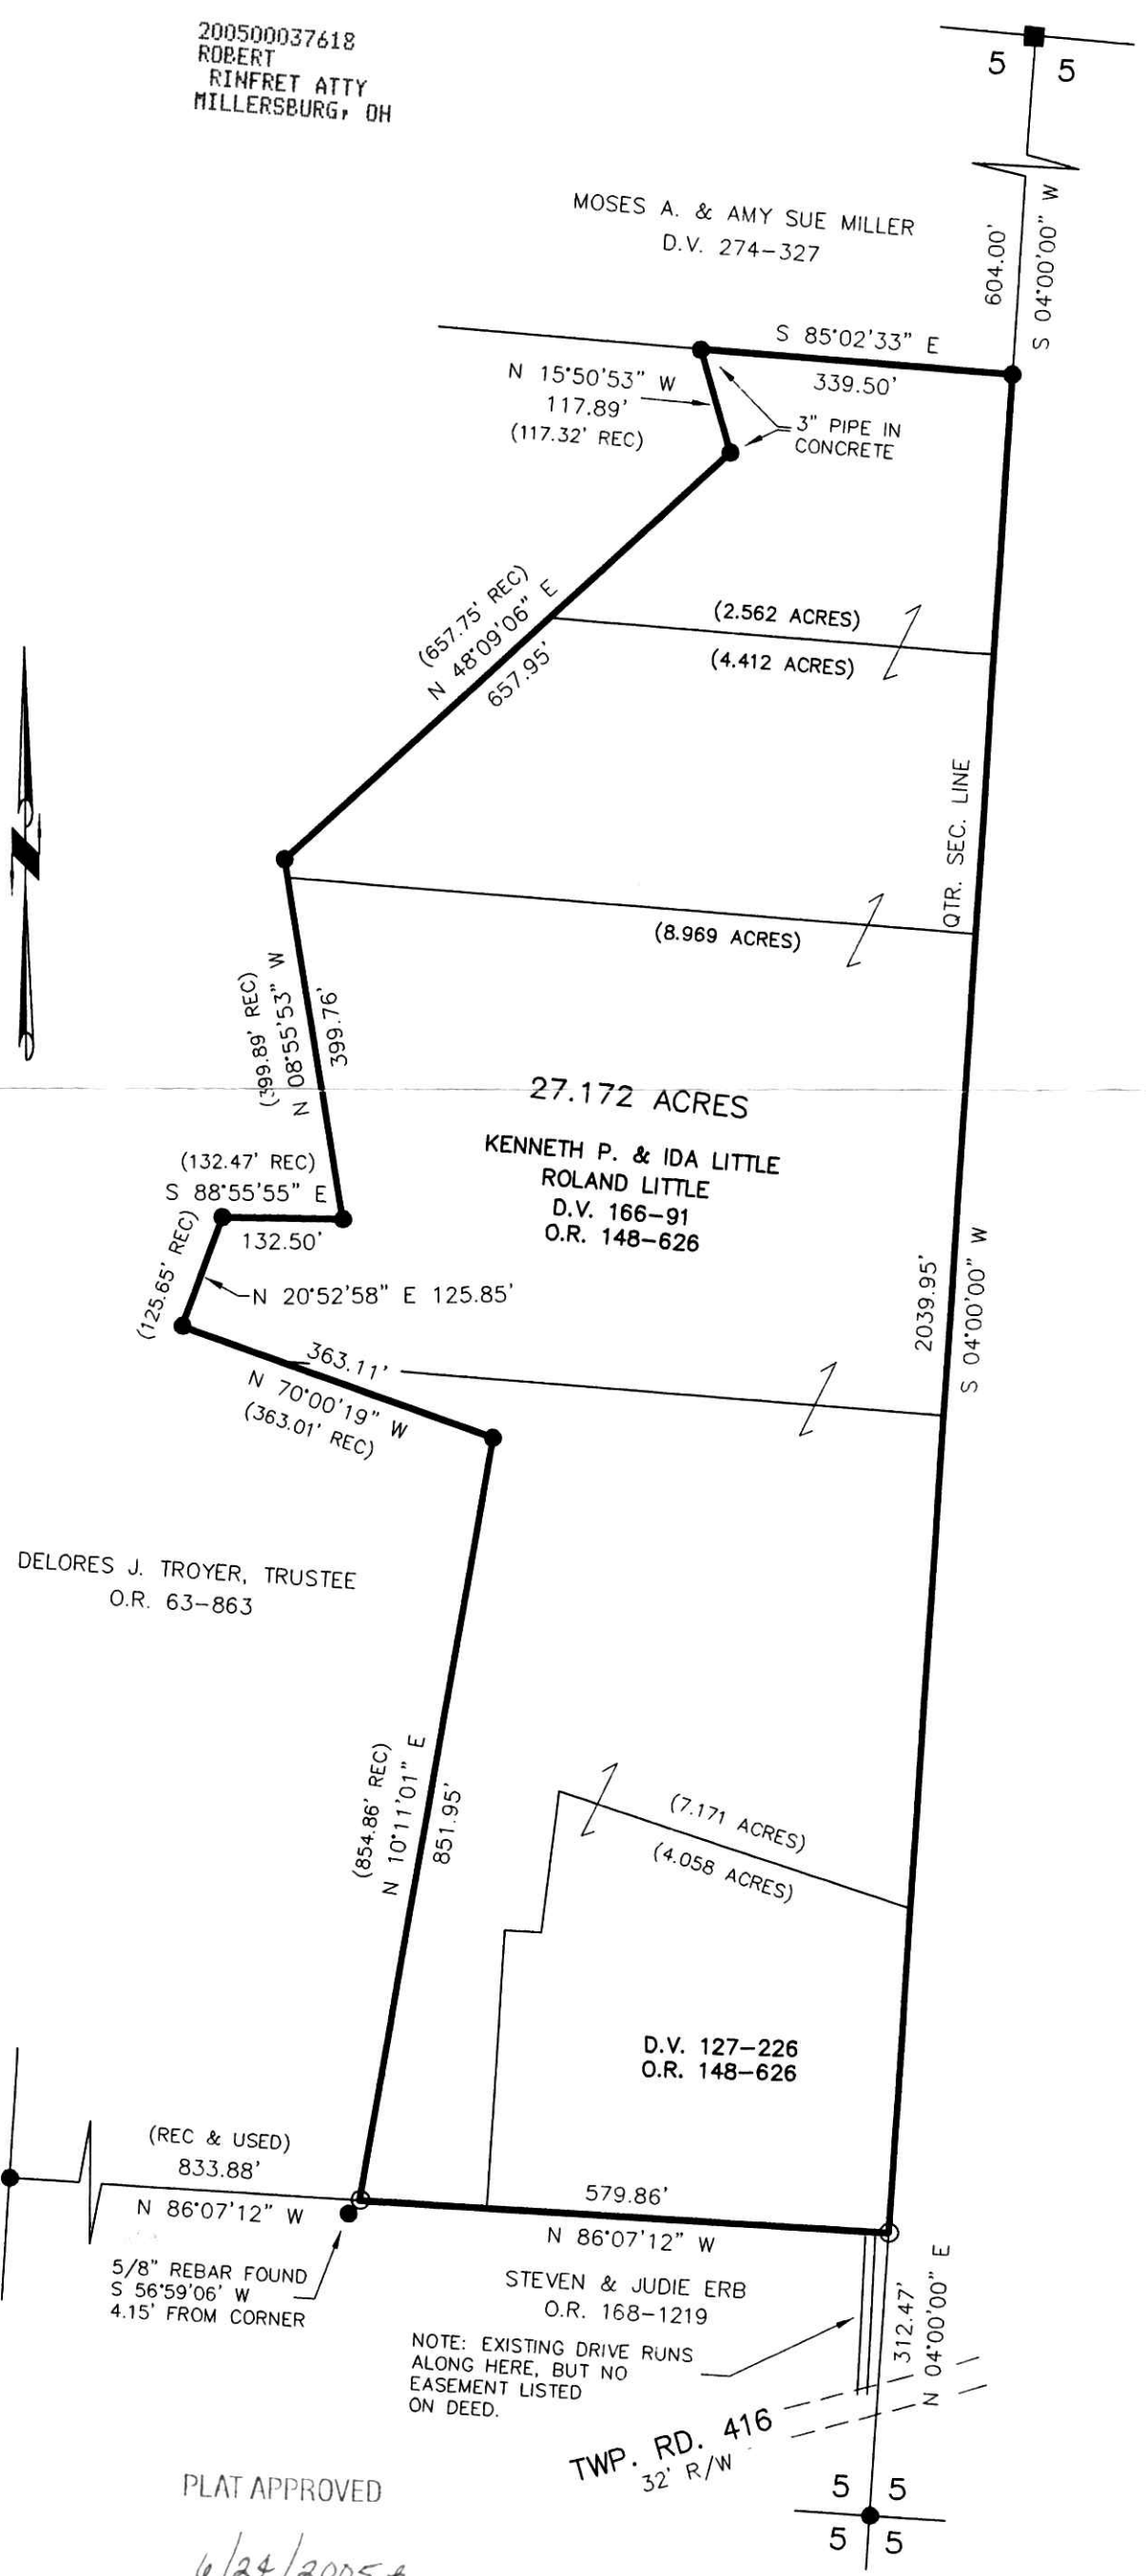 200500037618
ROBERT
RINFRET ATTY
MILLERSBURG, OH
5 5
MOSES A. & AMY SUE MILLER
D.V. 274-327
604.00'
S 04°00'00" W
S 85°02'33" E
339.50'
N 15°50'53" W
117.89'
(117.32' REC)
3" PIPE IN
CONCRETE
(657.75' REC)
N 48°09'06" E
657.95'
(2.562 ACRES)
(4.412 ACRES)
QTR. SEC. LINE
(8.969 ACRES)
(399.89' REC)
N 08°55'53" W
399.76'
27.172 ACRES
KENNETH P. & IDA LITTLE
ROLAND LITTLE
D.V. 166-91
O.R. 148-626
(132.47' REC)
S 88°55'55" E
132.50'
(125.65' REC)
N 20°52'58" E 125.85'
2039.95'
S 04°00'00" W
363.11'
N 70°00'19" W
(363.01' REC)
DELORES J. TROYER, TRUSTEE
O.R. 63-863
(854.86' REC)
N 10°11'01" E
851.95'
(7.171 ACRES)
(4.058 ACRES)
D.V. 127-226
O.R. 148-626
(REC & USED)
833.88'
N 86°07'12" W
579.86'
N 86°07'12" W
5/8" REBAR FOUND
S 56°59'06' W
4.15' FROM CORNER
STEVEN & JUDIE ERB
O.R. 168-1219
312.47'
N 04°00'00" E
NOTE: EXISTING DRIVE RUNS
ALONG HERE, BUT NO
EASEMENT LISTED
ON DEED.
TWP. RD. 416
32' R/W
PLAT APPROVED
6/24/2005
5 5
5 5